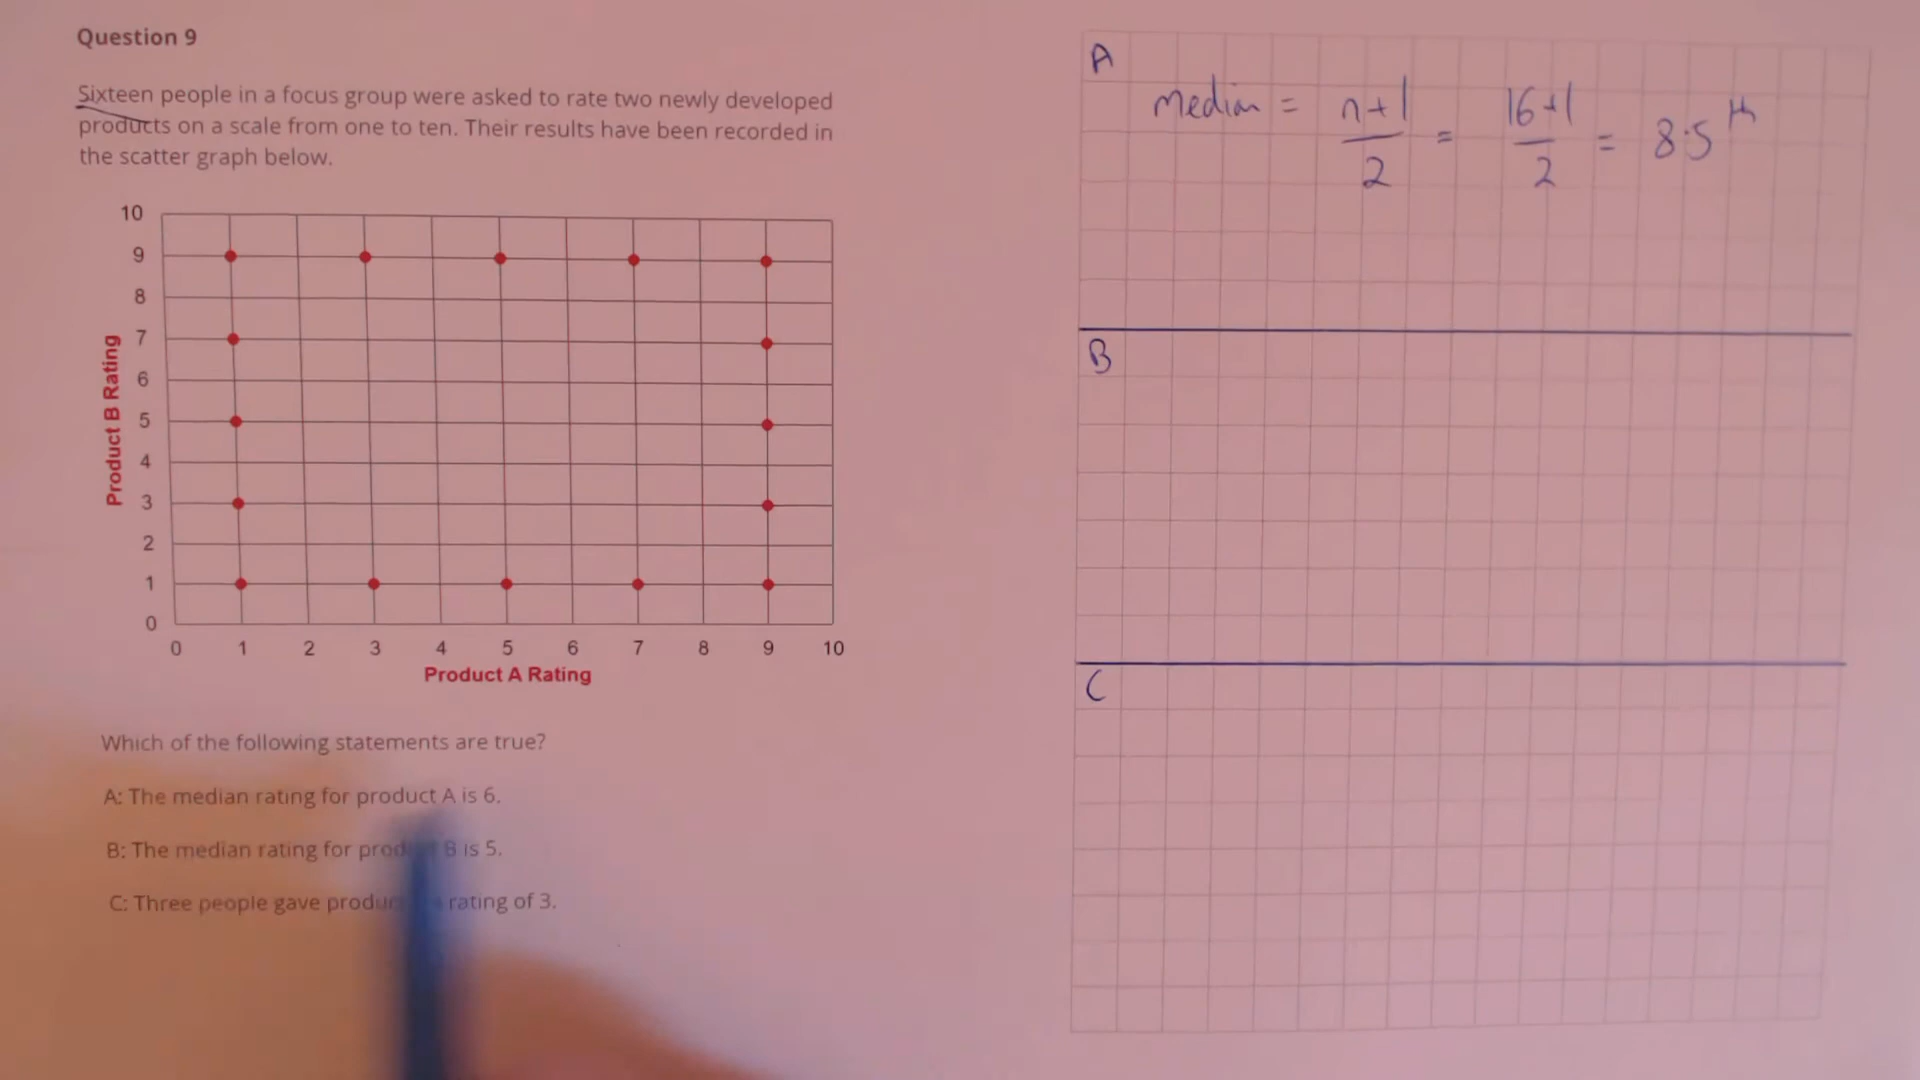 Question 9
Sixteen people in a focus group were asked to rate two newly developed
products on a scale from one to ten. Their results have been recorded in
the scatter graph below.
10
9
8
7
6
5
4
3
2
1
0
Product B Rating
0 1 2 3 4 5 6 7 8 9 10
Product A Rating
Which of the following statements are true?
A: The median rating for product A is 6.
B: The median rating for product B is 5.
C: Three people gave rating of 3.
A
median = n+1/2 = 16+1/2 = 8.5th
B
C